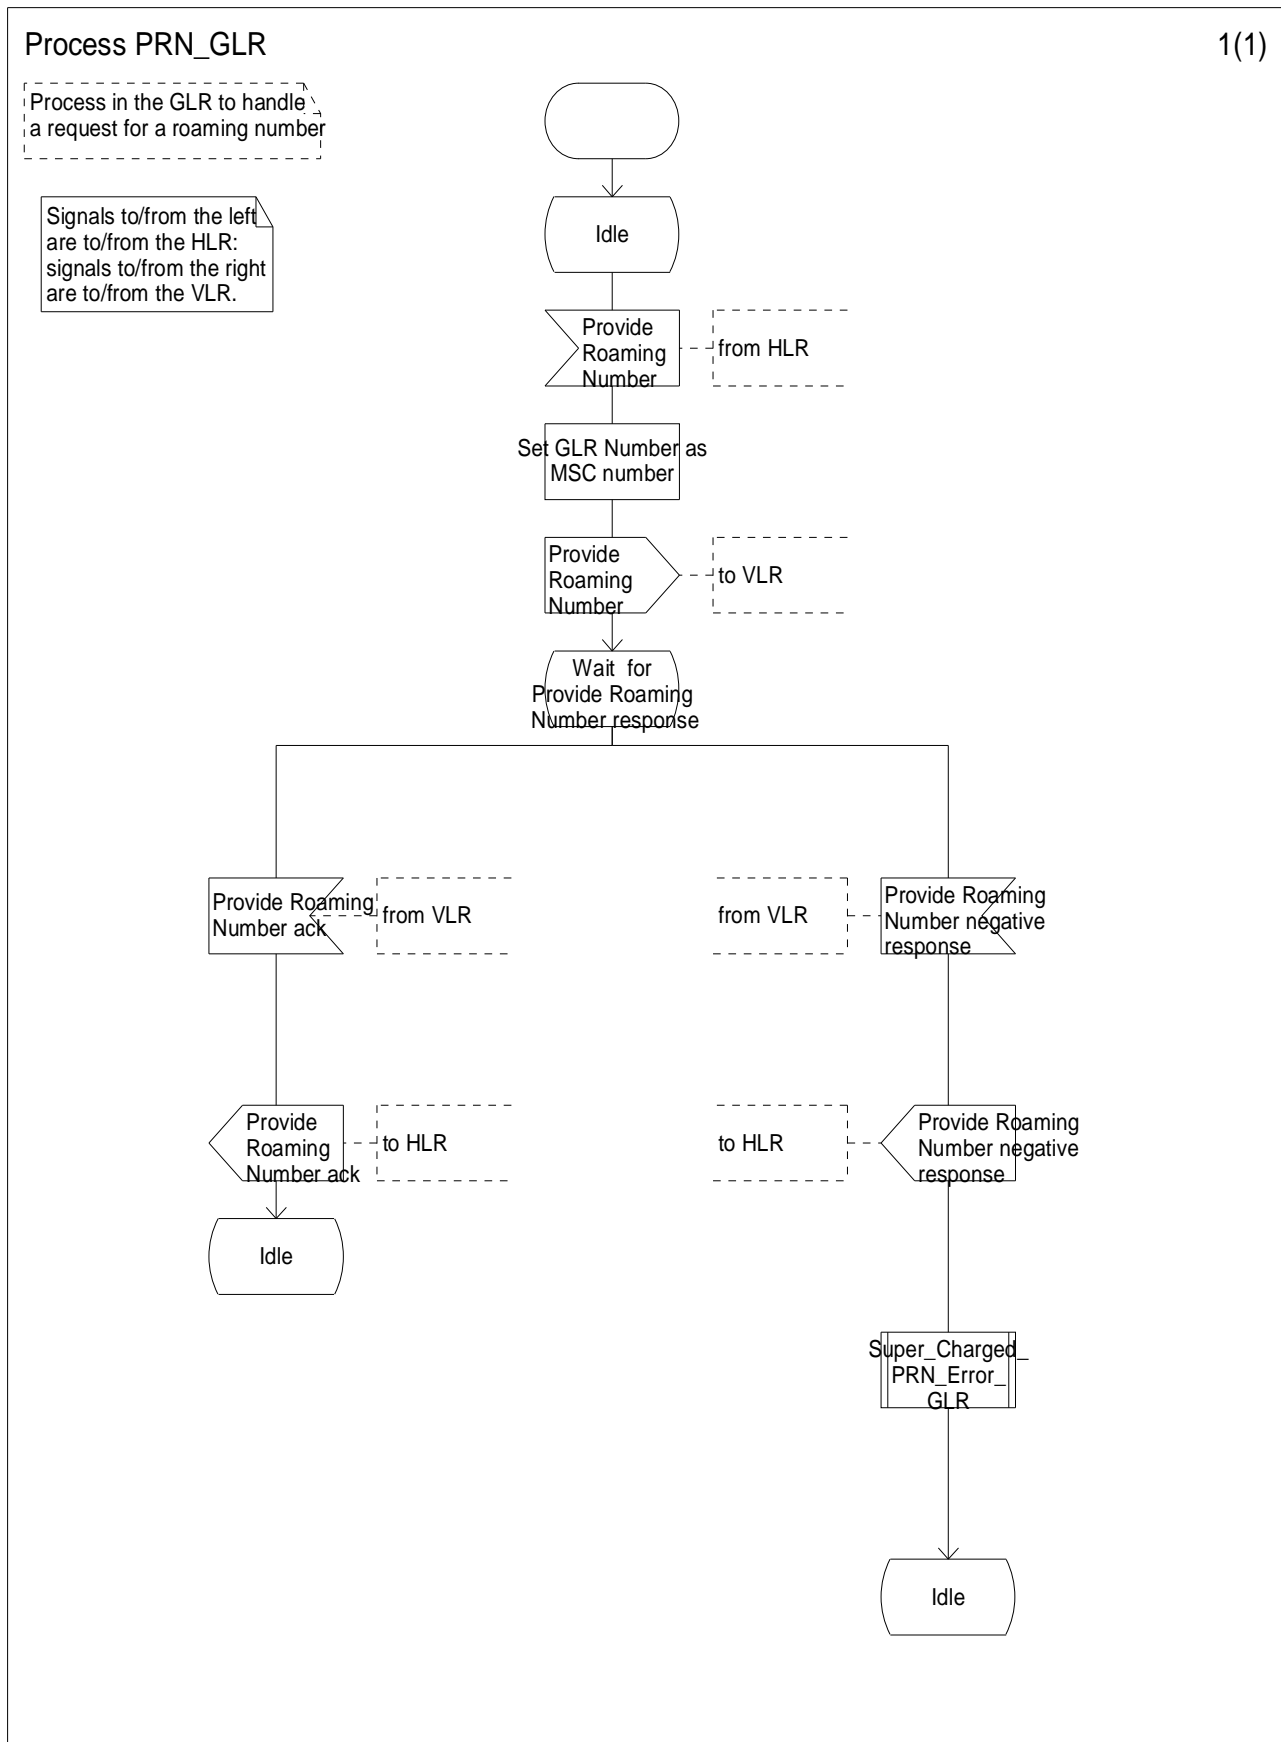 Process PRN_GLR
1(1)
Process in the GLR to handle
a request for a roaming number
Signals to/from the left
are to/from the HLR:
signals to/from the right
are to/from the VLR.
Idle
Provide
Roaming
Number
from HLR
Set GLR Number as
MSC number
Provide
Roaming
Number
to VLR
Wait for
Provide Roaming
Number response
Provide Roaming
Number ack
from VLR
from VLR
Provide Roaming
Number negative
response
Provide
Roaming
Number ack
to HLR
to HLR
Provide Roaming
Number negative
response
Idle
Super_Charged_
PRN_Error_
GLR
Idle